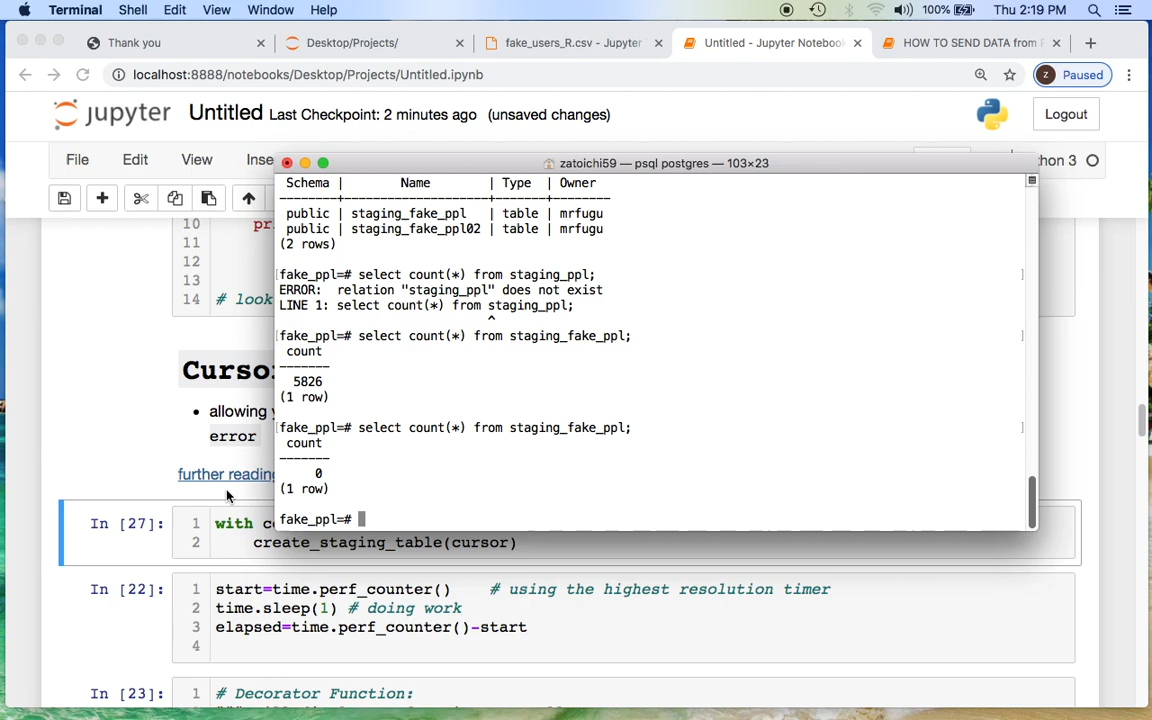 Terminal Shell Edit View Window Help 100% Thu 2:19 PM
Thank you Desktop/Projects/ fake_users_R.csv - Jupyter Untitled - Jupyter Notebook HOW TO SEND DATA from
localhost:8888/notebooks/Desktop/Projects/Untitled.ipynb Z Paused
jupyter Untitled Last Checkpoint: 2 minutes ago (unsaved changes) Logout
File Edit View Inse
zatoichi59 — psql postgres — 103×23
hon 3
Schema | Name | Type | Owner
--------+---------------------+-------+---------
public | staging_fake_ppl | table | mrfugu
public | staging_fake_ppl02 | table | mrfugu
(2 rows)
[fake_ppl=# select count(*) from staging_ppl; ]
ERROR: relation "staging_ppl" does not exist
LINE 1: select count(*) from staging_ppl;
^
[fake_ppl=# select count(*) from staging_fake_ppl; ]
count
-------
5826
(1 row)
[fake_ppl=# select count(*) from staging_fake_ppl; ]
count
-------
0
(1 row)
fake_ppl=#
10 pr
11
12
13
14 # look
Curso
allowing y
error
further reading
In [27]: 1 with c
2 create_staging_table(cursor)
In [22]: 1 start=time.perf_counter() # using the highest resolution timer
2 time.sleep(1) # doing work
3 elapsed=time.perf_counter()-start
4
In [23]: 1 # Decorator Function: